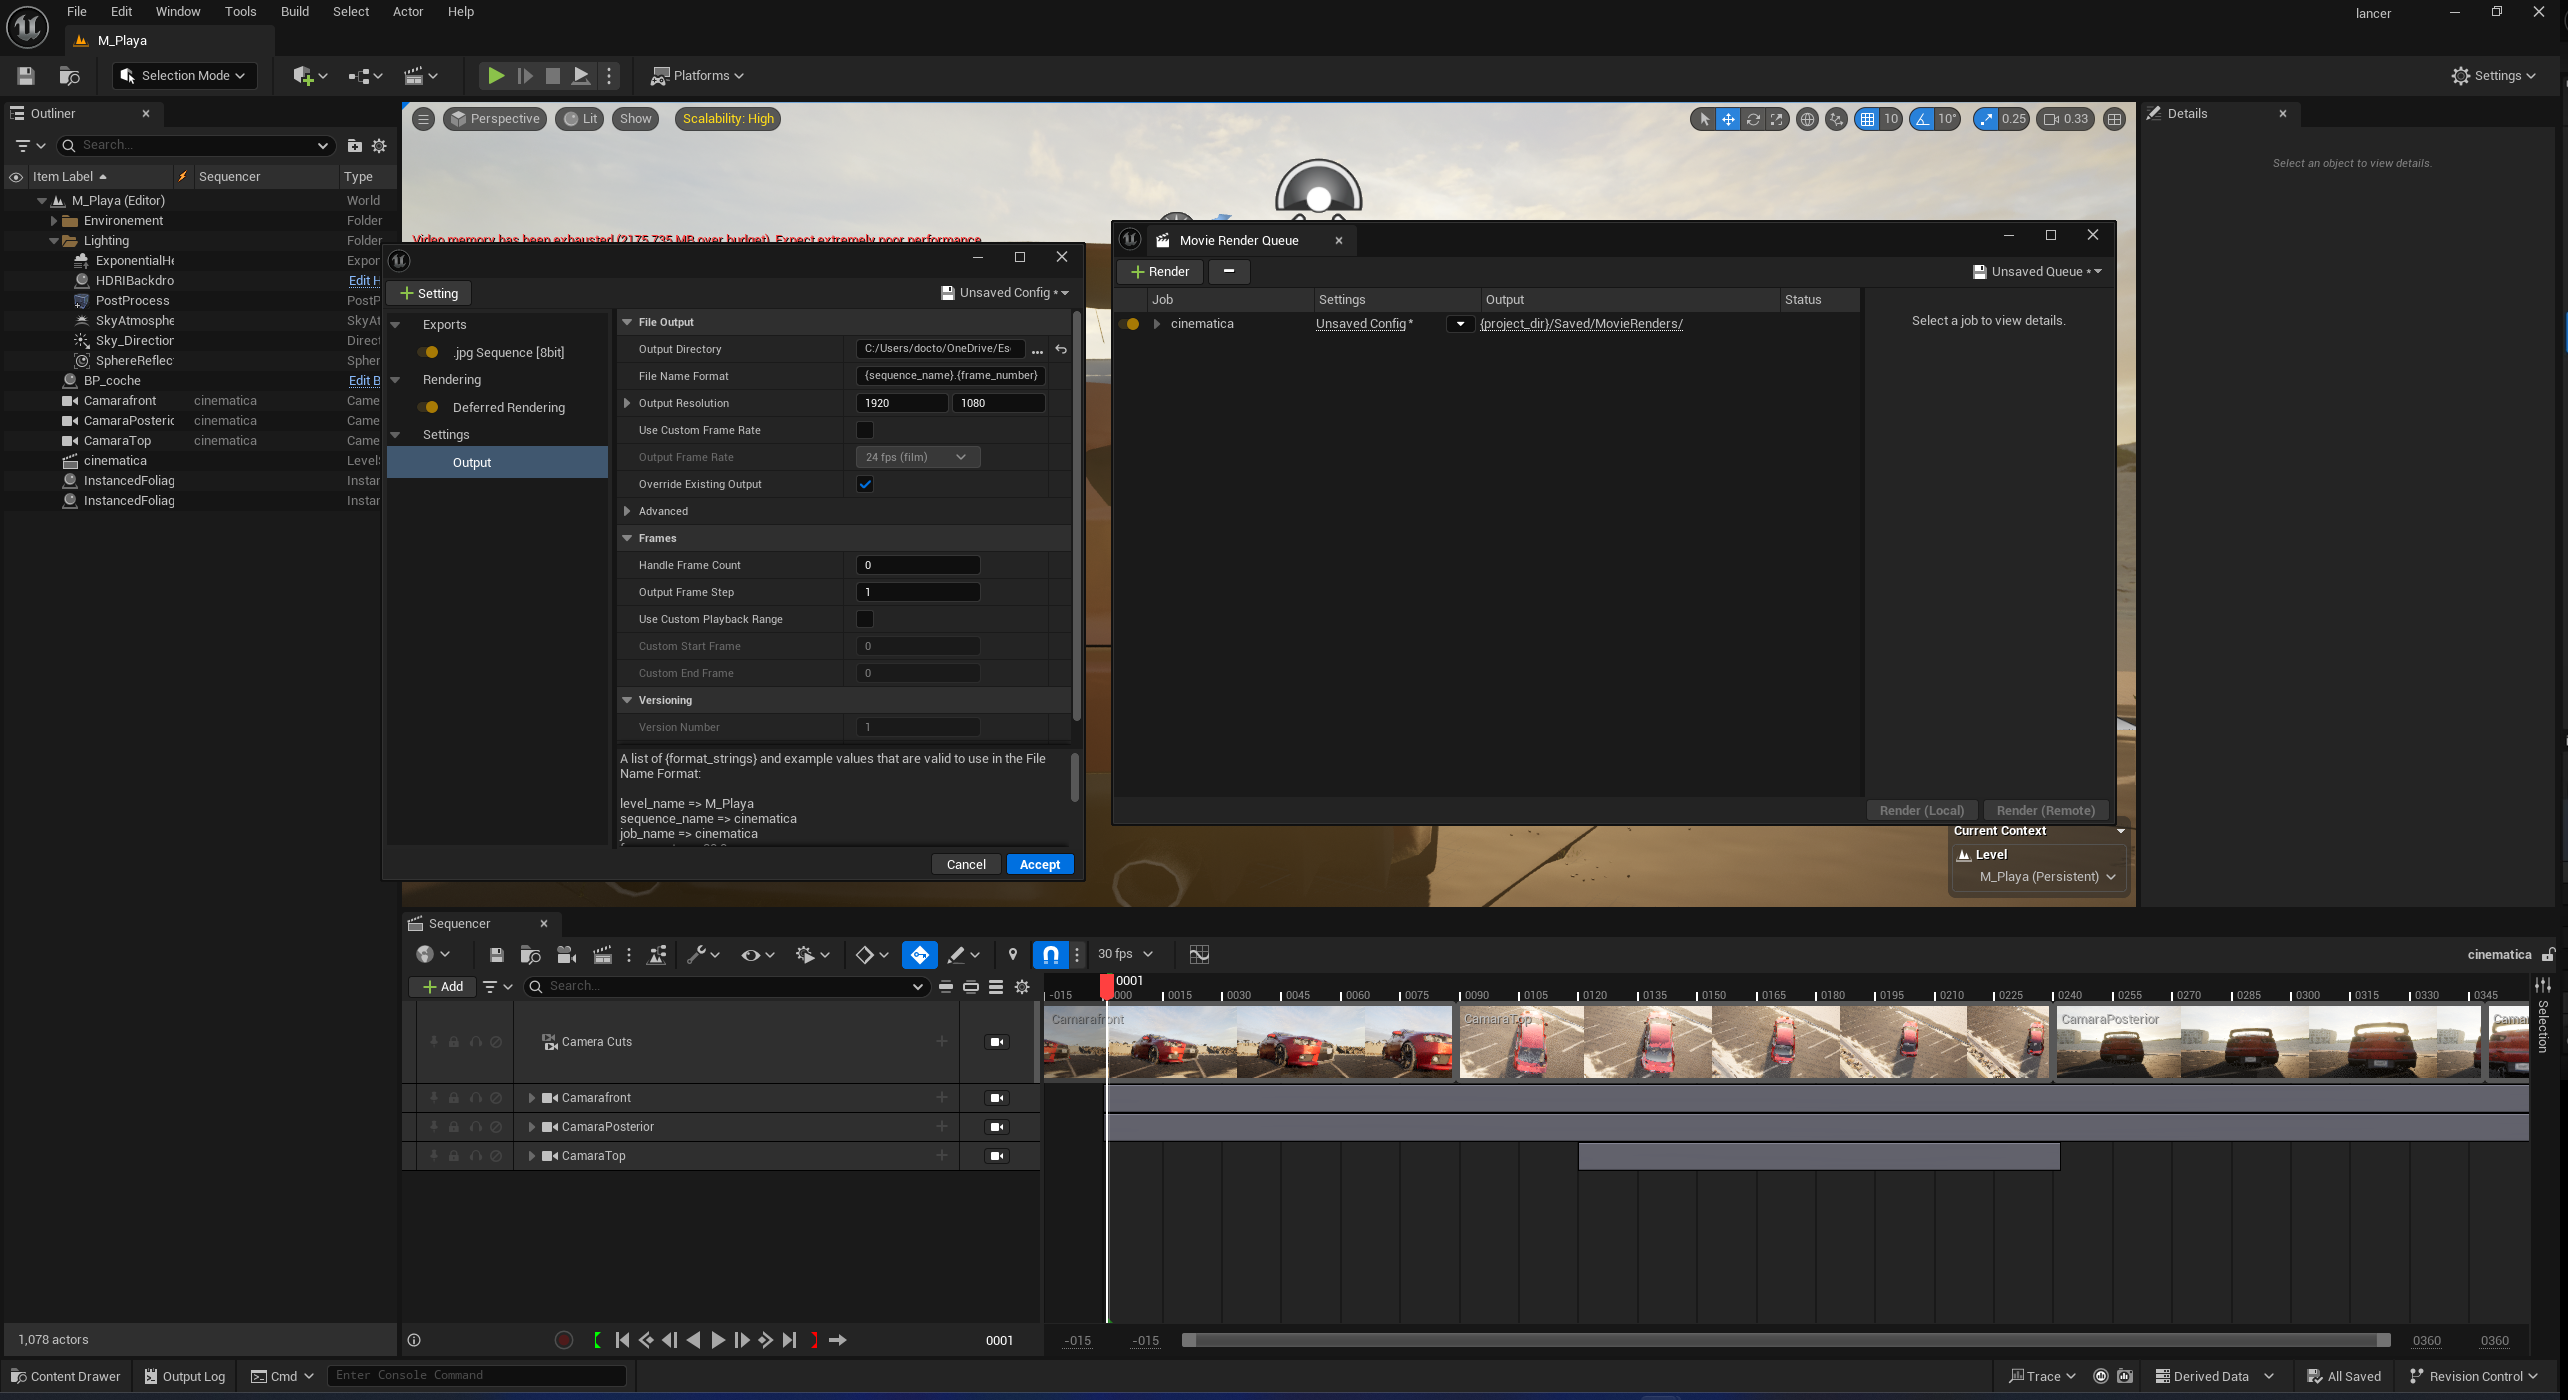 File Edit Window Tools Build Select Actor Help
lancer
M_Playa
Selection Mode
Platforms
Settings
Outliner
Search...
Item Label Sequencer Type
M_Playa (Editor) World
Environement Folder
Lighting Folder
ExponentialHe Expor
HDRIBackdro Edit H
PostProcess PostP
SkyAtmosphe SkyAt
Sky_Direction Direct
SphereReflec Spher
BP_coche Edit B
Camarafront cinematica Came
CamaraPosteric cinematica Came
CamaraTop cinematica Came
cinematica Level
InstancedFoliag Instar
InstancedFoliag Instar
1,078 actors
Perspective Lit Show Scalability: High
10 10° 0.25 0.33
Video memory has been exhausted (2175.735 MB over budget). Expect extremely poor performance.
Setting
Unsaved Config *
Exports
.jpg Sequence [8bit]
Rendering
Deferred Rendering
Settings
Output
File Output
Output Directory C:/Users/docto/OneDrive/Es ...
File Name Format {sequence_name}.{frame_number}
Output Resolution 1920 1080
Use Custom Frame Rate
Output Frame Rate 24 fps (film)
Override Existing Output
Advanced
Frames
Handle Frame Count 0
Output Frame Step 1
Use Custom Playback Range
Custom Start Frame 0
Custom End Frame 0
Versioning
Version Number 1
A list of {format_strings} and example values that are valid to use in the File
Name Format:
level_name => M_Playa
sequence_name => cinematica
job_name => cinematica
Cancel Accept
Movie Render Queue
Render
Unsaved Queue *
Job Settings Output Status
cinematica Unsaved Config* {project_dir}/Saved/MovieRenders/
Select a job to view details.
Render (Local) Render (Remote)
Current Context
Level
M_Playa (Persistent)
Details
Select an object to view details.
Sequencer
30 fps
cinematica
Add
Search...
0001
-015 000 0015 0030 0045 0060 0075 0090 0105 0120 0135 0150 0165 0180 0195 0210 0225 0240 0255 0270 0285 0300 0315 0330 0345
Selection
Camera Cuts
Camarafront CamaraTop CamaraPosterior Camar
Camarafront
CamaraPosterior
CamaraTop
0001
-015 -015 0360 0360
Content Drawer Output Log Cmd Enter Console Command
Trace Derived Data All Saved Revision Control